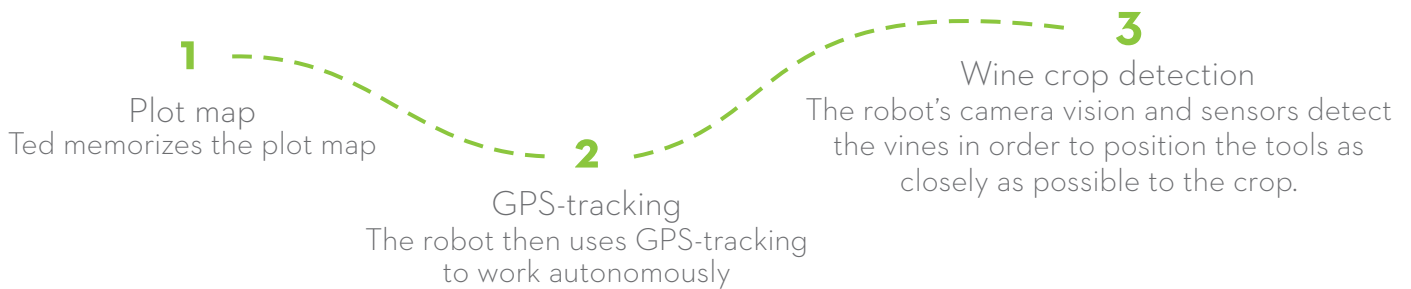 1
Plot map
Ted memorizes the plot map
2
GPS-tracking
The robot then uses GPS-tracking
to work autonomously
3
Wine crop detection
The robot's camera vision and sensors detect
the vines in order to position the tools as
closely as possible to the crop.